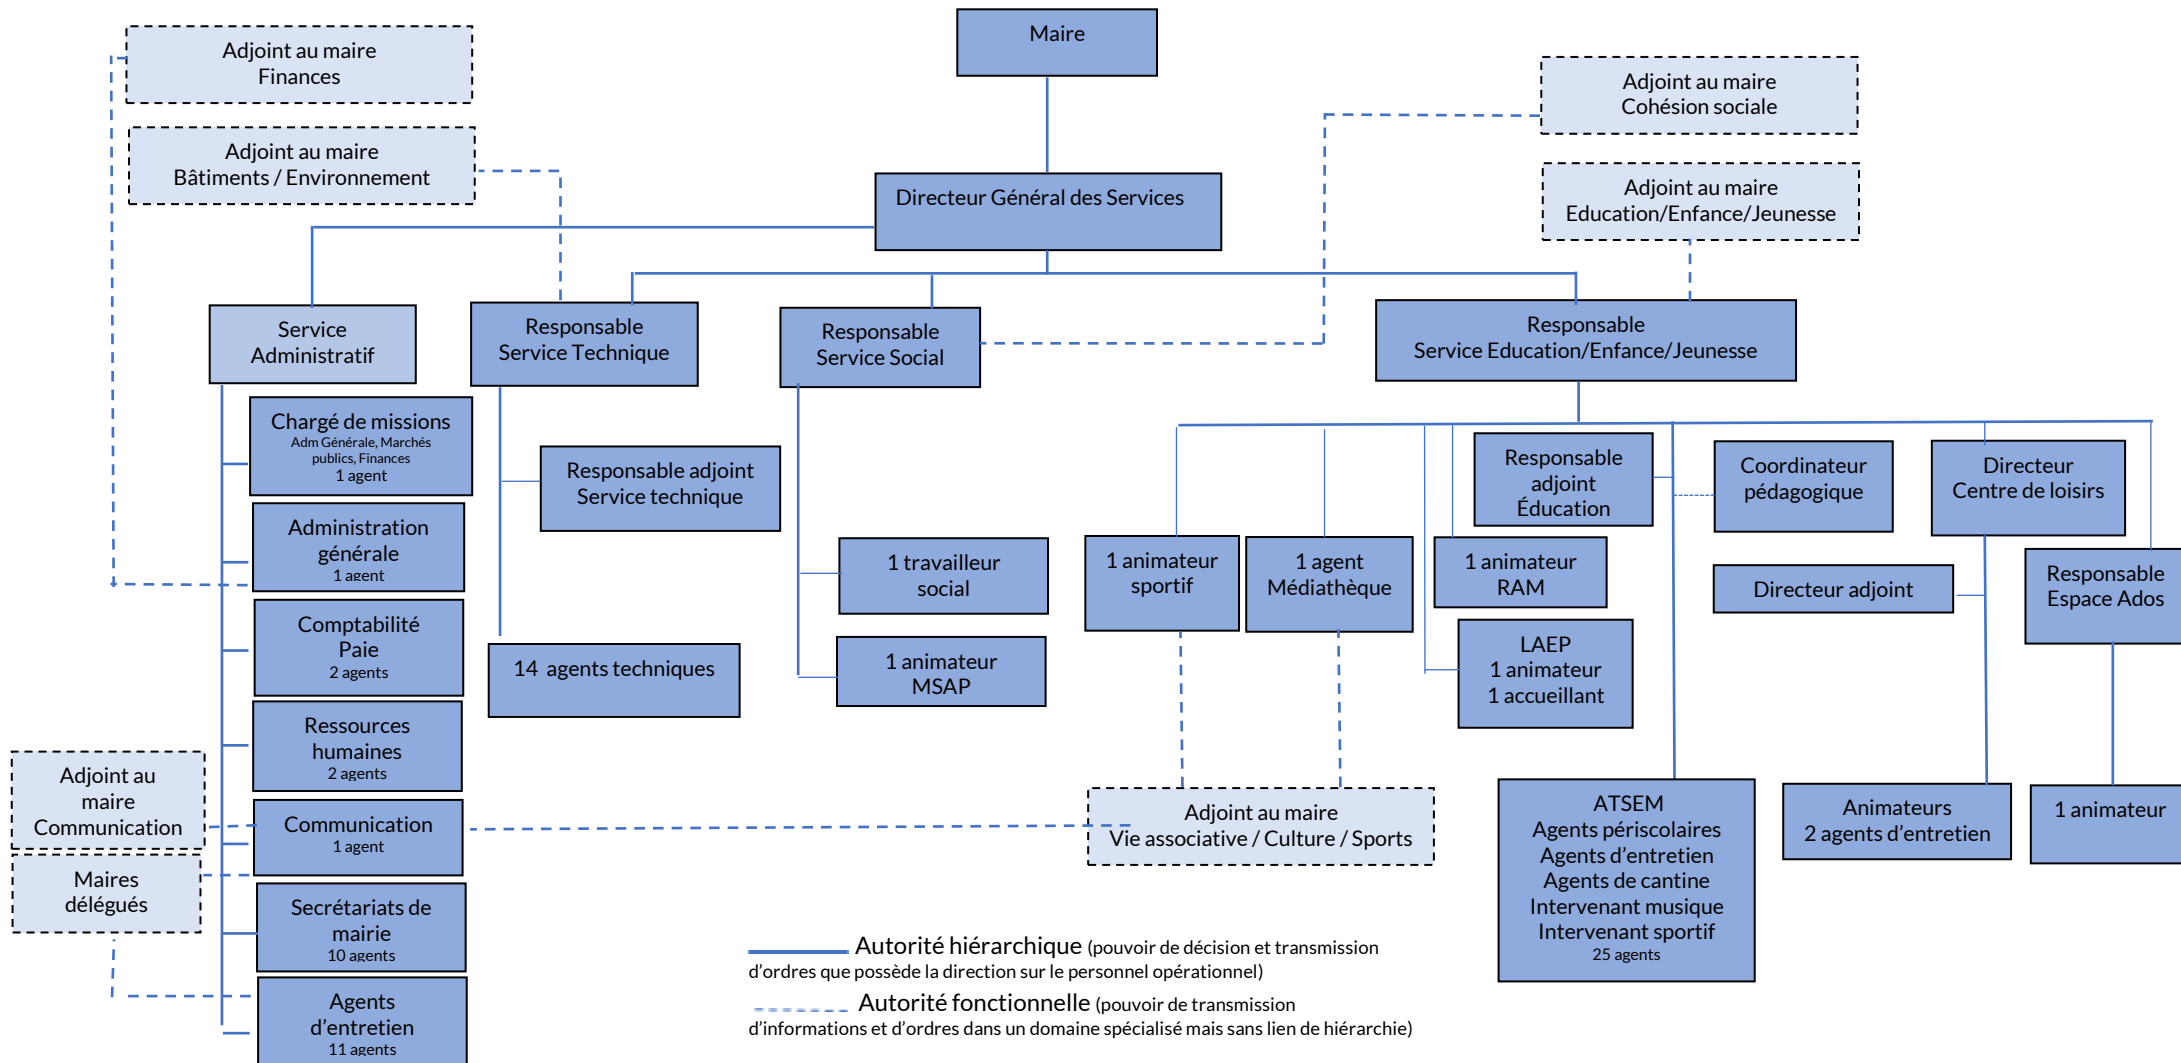 Maire
Adjoint au maire
Finances
Adjoint au maire
Cohésion sociale
Adjoint au maire
Bâtiments / Environnement
Directeur Général des Services
Adjoint au maire
Education/Enfance/Jeunesse
Service
Administratif
Responsable
Service Technique
Responsable
Service Social
Responsable
Service Education/Enfance/Jeunesse
Chargé de missions
Adm Générale, Marchés
publics, Finances
1 agent
Administration
générale
1 agent
Comptabilité
Paie
2 agents
Ressources
humaines
2 agents
Communication
1 agent
Secrétariats de
mairie
10 agents
Agents
d'entretien
11 agents
Adjoint au
maire
Communication
Maires
délégués
Responsable adjoint
Service technique
14 agents techniques
1 travailleur
social
1 animateur
MSAP
1 animateur
sportif
1 agent
Médiathèque
1 animateur
RAM
LAEP
1 animateur
1 accueillant
Responsable
adjoint
Éducation
Coordinateur
pédagogique
Directeur
Centre de loisirs
Directeur adjoint
Responsable
Espace Ados
Adjoint au maire
Vie associative / Culture / Sports
ATSEM
Agents périscolaires
Agents d'entretien
Agents de cantine
Intervenant musique
Intervenant sportif
25 agents
Animateurs
2 agents d'entretien
1 animateur
Autorité hiérarchique (pouvoir de décision et transmission
d'ordres que possède la direction sur le personnel opérationnel)
Autorité fonctionnelle (pouvoir de transmission
d'informations et d'ordres dans un domaine spécialisé mais sans lien de hiérarchie)